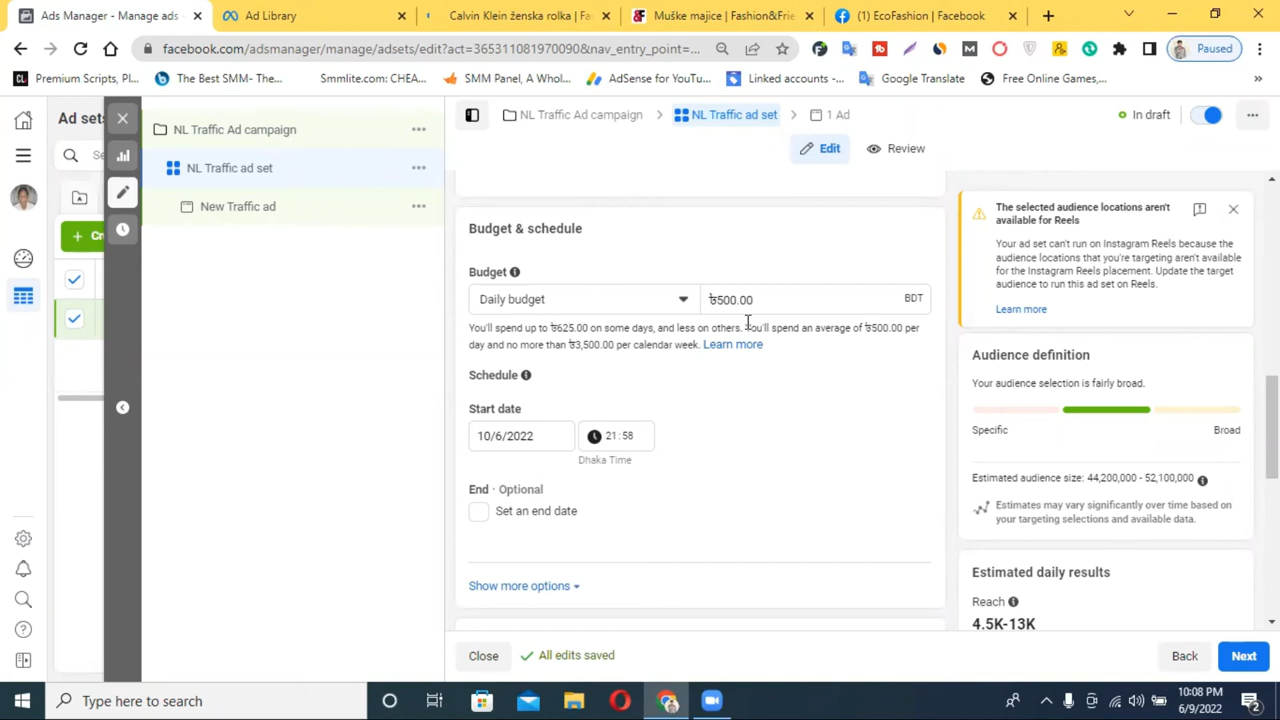 Ads Manager - Manage ads -
Ad Library
Calvin Klein ženska rolka | Fa
Muške majice | Fashion&Frie
(1) EcoFashion | Facebook
facebook.com/adsmanager/manage/adsets/edit?act=365311081970090&nav_entry_point=...
Paused
Premium Scripts, Pl...
The Best SMM- The...
Smmlite.com: CHEA...
SMM Panel, A Whol...
AdSense for YouTu...
Linked accounts -...
Google Translate
Free Online Games,...
Ad sets
Se
Cr
NL Traffic Ad campaign
NL Traffic ad set
New Traffic ad
NL Traffic Ad campaign
NL Traffic ad set
1 Ad
In draft
Edit
Review
Budget & schedule
Budget
Daily budget
৳500.00
BDT
You'll spend up to ৳625.00 on some days, and less on others. You'll spend an average of ৳500.00 per
day and no more than ৳3,500.00 per calendar week. Learn more
Schedule
Start date
10/6/2022
21:58
Dhaka Time
End · Optional
Set an end date
Show more options
The selected audience locations aren't
available for Reels
Your ad set can't run on Instagram Reels because the
audience locations that you're targeting aren't
available for the Instagram Reels placement. Update the target
audience to run this ad set on Reels.
Learn more
Audience definition
Your audience selection is fairly broad.
Specific
Broad
Estimated audience size: 44,200,000 - 52,100,000
Estimates may vary significantly over time based on
your targeting selections and available data.
Estimated daily results
Reach
4.5K-13K
Close
All edits saved
Back
Next
Type here to search
10:08 PM
6/9/2022
2